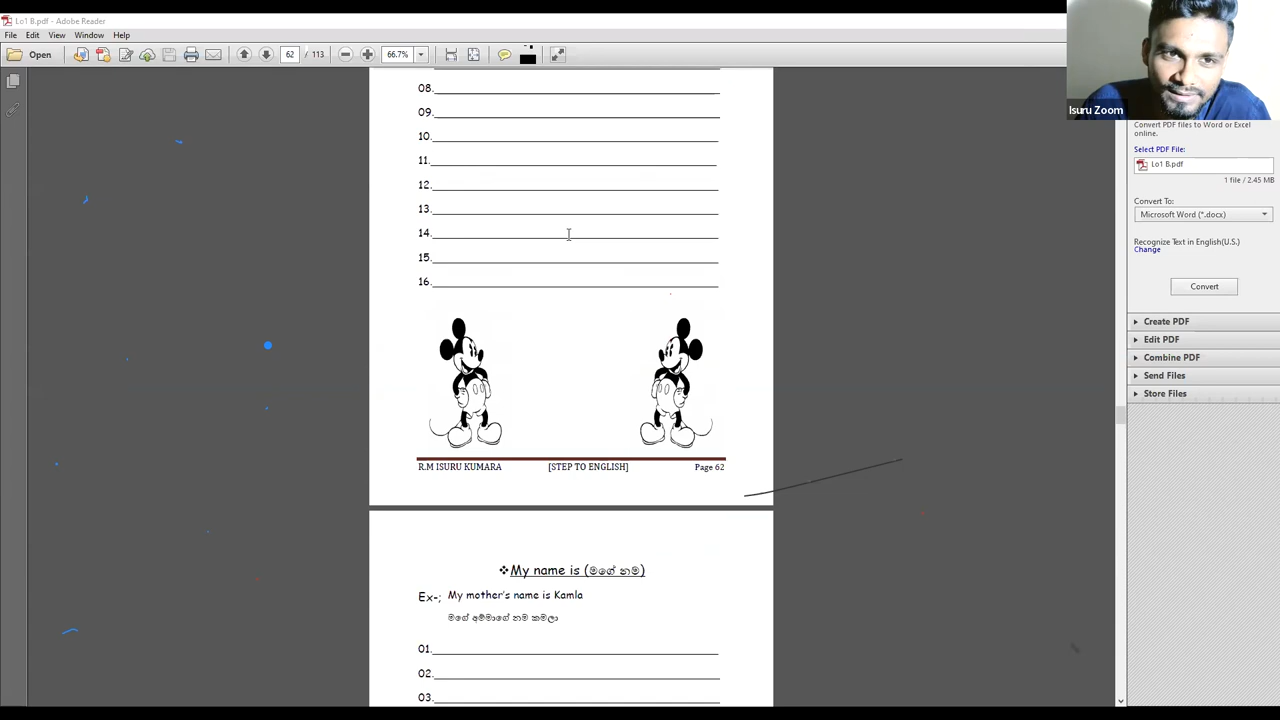 Lo1 B.pdf - Adobe Reader
File Edit View Window Help
Open 62 / 113 66.7%
08.
09.
10.
11.
12.
13.
14.
15.
16.
R.M ISURU KUMARA [STEP TO ENGLISH] Page 62
❖My name is (මගේ නම)
Ex-; My mother's name is Kamla
මගේ අම්මාගේ නම කමලා
01.
02.
03.
Isuru Zoom
Convert PDF files to Word or Excel
online.
Select PDF File:
Lo1 B.pdf
1 file / 2.45 MB
Convert To:
Microsoft Word (*.docx)
Recognize Text in English(U.S.)
Change
Convert
Create PDF
Edit PDF
Combine PDF
Send Files
Store Files